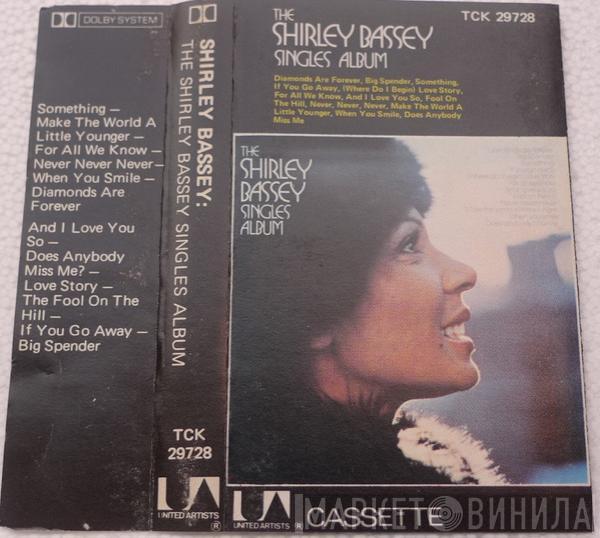 DOLBY SYSTEM
Something –
Make The World A
Little Younger –
For All We Know –
Never Never Never –
When You Smile –
Diamonds Are
Forever
And I Love You
So –
Does Anybody
Miss Me? –
Love Story –
The Fool On The
Hill –
If You Go Away –
Big Spender
SHIRLEY BASSEY:
THE SHIRLEY BASSEY SINGLES ALBUM
TCK
29728
UA
UNITED ARTISTS
®
THE
SHIRLEY BASSEY
SINGLES ALBUM
TCK 29728
Diamonds Are Forever, Big Spender, Something,
If You Go Away, (Where Do I Begin) Love Story,
For All We Know, And I Love You So, Fool On
The Hill, Never, Never, Never, Make The World A
Little Younger, When You Smile, Does Anybody
Miss Me
THE
SHIRLEY
BASSEY
SINGLES
ALBUM
UA
UNITED ARTISTS
®
CASSETTE
МАРКЕТ ВИНИЛА